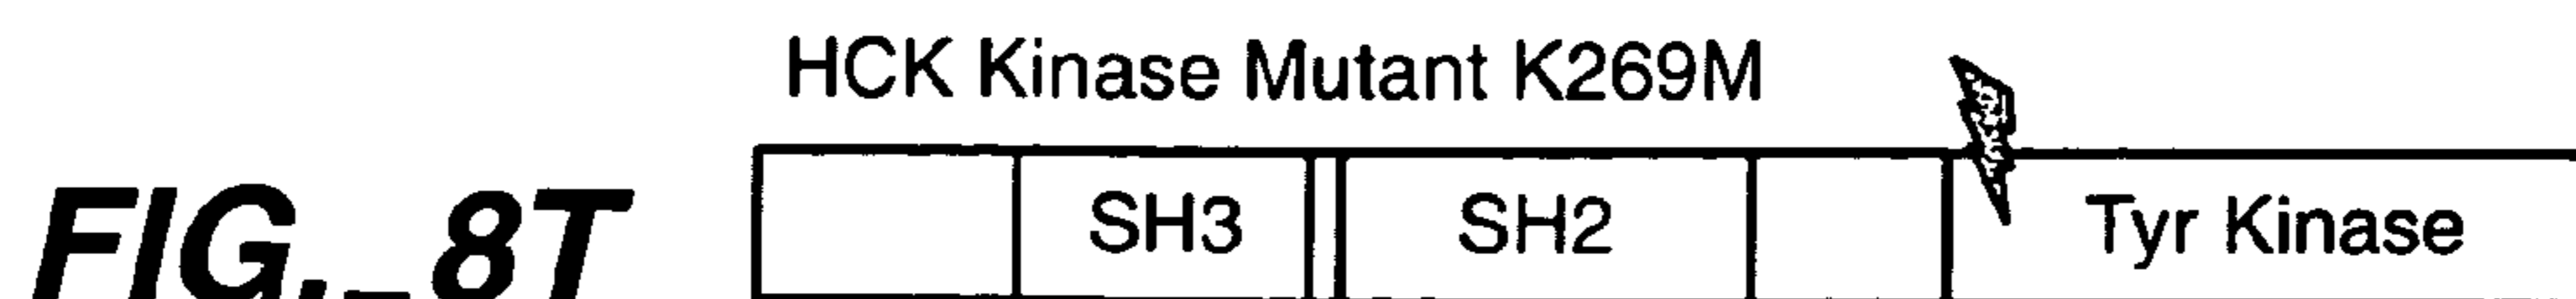 HCK Kinase Mutant K269M
FIG._8T
SH3 SH2 Tyr Kinase